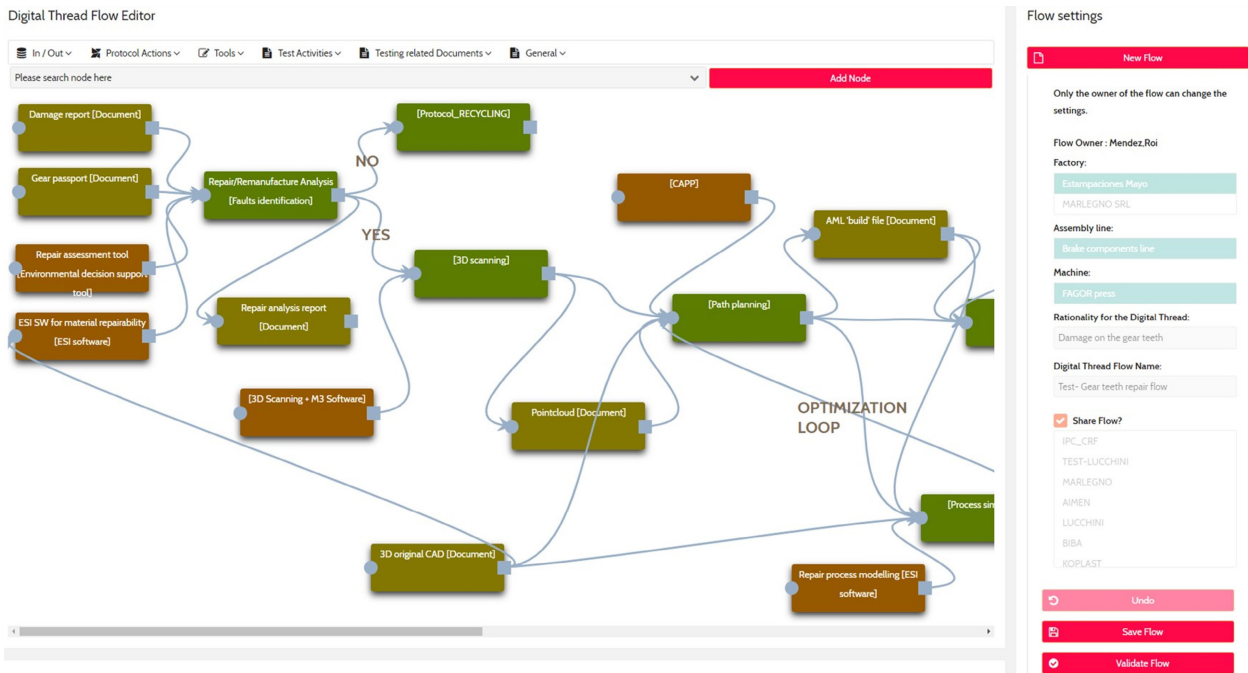 Digital Thread Flow Editor
In / Out
Protocol Actions
Tools
Test Activities
Testing related Documents
General
Please search node here
Add Node
Damage report [Document]
[Protocol_RECYCLING]
NO
Gear passport [Document]
Repair/Remanufacture Analysis
[Faults identification]
[CAPP]
YES
AML 'build' file [Document]
Repair assessment tool
[Environmental decision support
tool]
[3D scanning]
Repair analysis report
[Document]
[Path planning]
ESI SW for material repairability
[ESI software]
[3D Scanning + M3 Software]
Pointcloud [Document]
OPTIMIZATION
LOOP
[Process sim
3D original CAD [Document]
Repair process modelling [ESI
software]
Flow settings
New Flow
Only the owner of the flow can change the
settings.
Flow Owner : Mendez,Roi
Factory:
Estampaciones Mayo
MARLEGNO SRL
Assembly line:
Brake components line
Machine:
FAGOR press
Rationality for the Digital Thread:
Damage on the gear teeth
Digital Thread Flow Name:
Test- Gear teeth repair flow
Share Flow?
IPC_CRF
TEST-LUCCHINI
MARLEGNO
AIMEN
LUCCHINI
BIBA
KOPLAST
Undo
Save Flow
Validate Flow